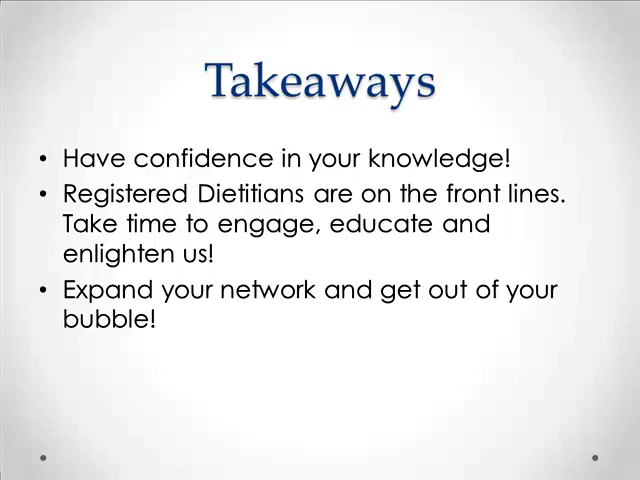 Takeaways
• Have confidence in your knowledge!
• Registered Dietitians are on the front lines.
Take time to engage, educate and
enlighten us!
• Expand your network and get out of your
bubble!